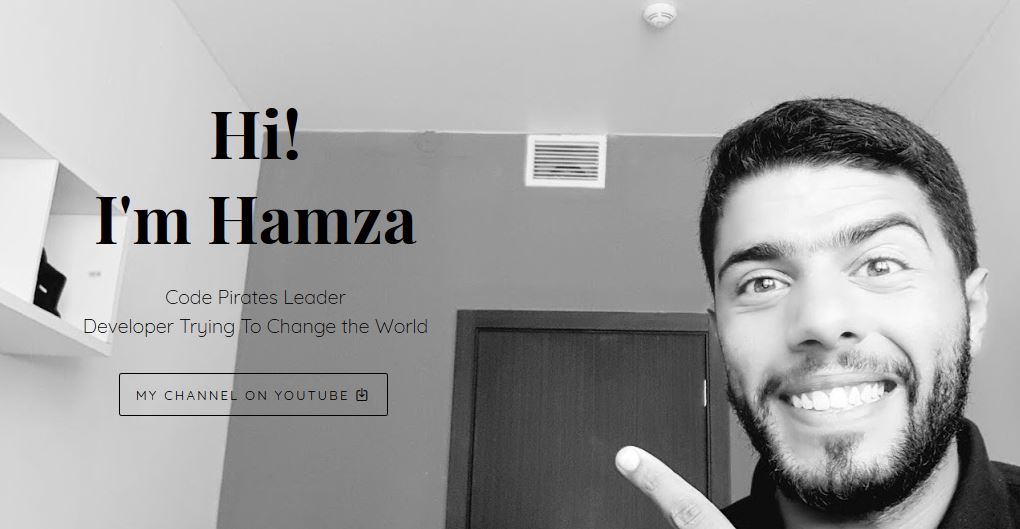 Hi!
I'm Hamza
Code Pirates Leader
Developer Trying To Change the World
MY CHANNEL ON YOUTUBE